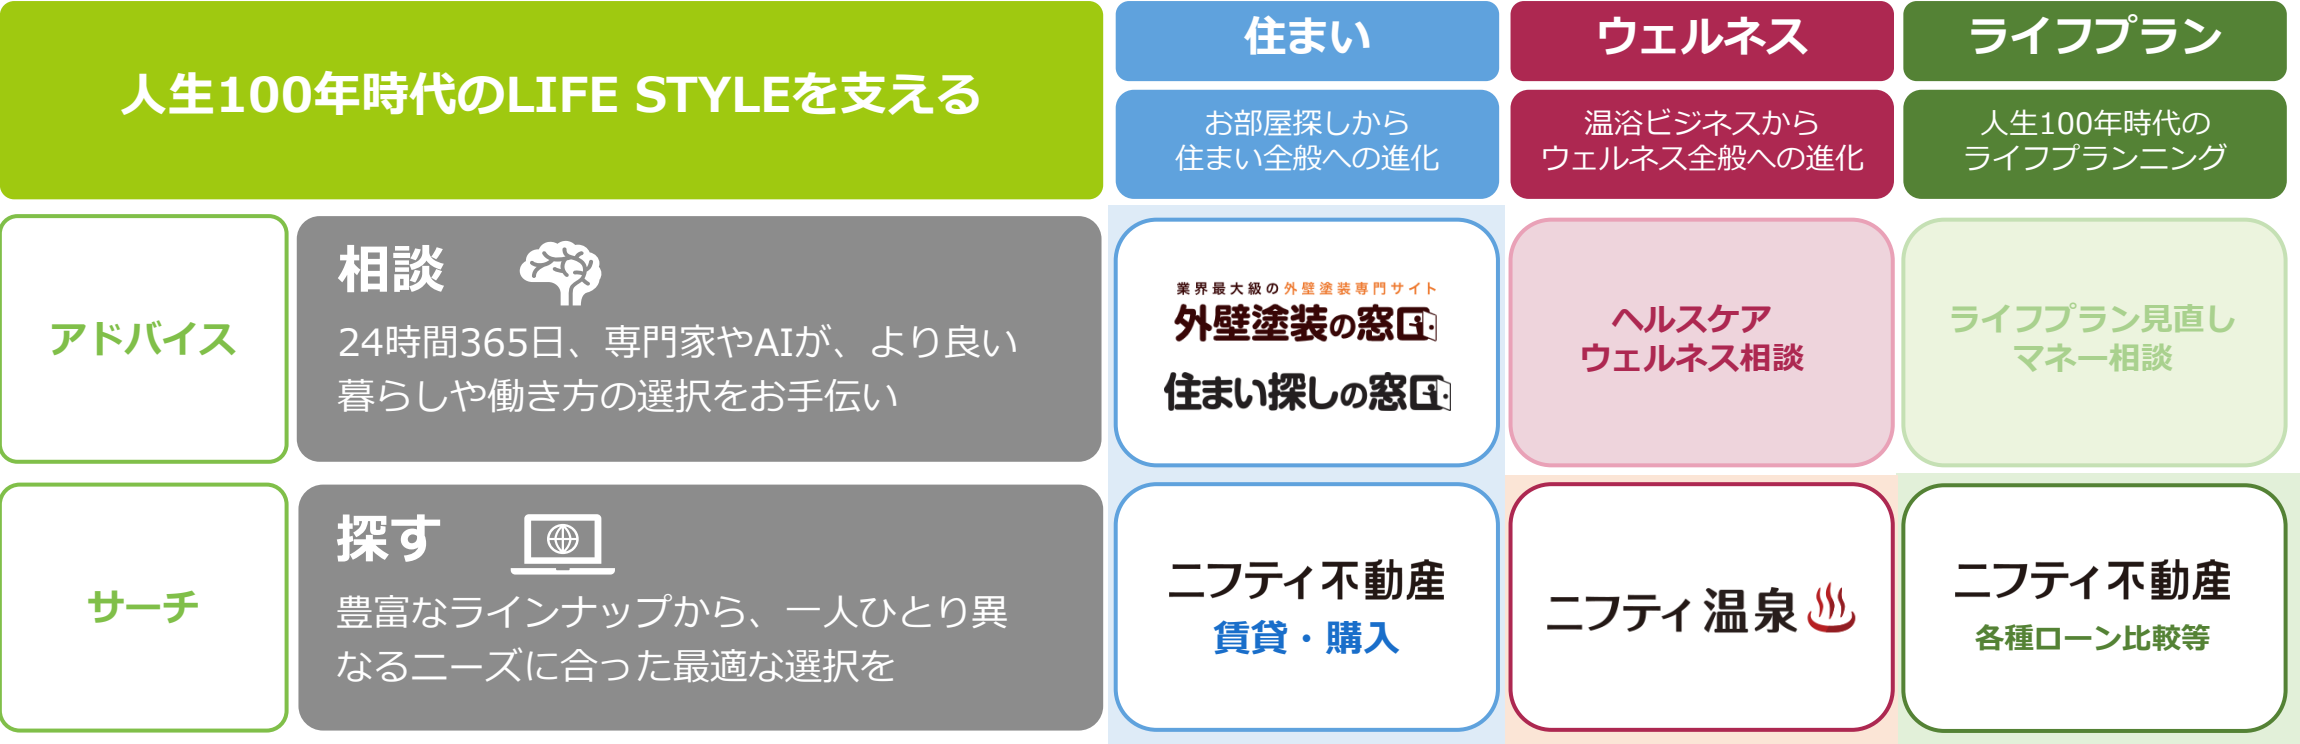 人生100年時代のLIFE STYLEを支える
住まい
お部屋探しから
住まい全般への進化
ウェルネス
温浴ビジネスから
ウェルネス全般への進化
ライフプラン
人生100年時代の
ライフプランニング
アドバイス
相談
24時間365日、専門家やAIが、より良い
暮らしや働き方の選択をお手伝い
業界最大級の外壁塗装専門サイト
外壁塗装の窓口
住まい探しの窓口
ヘルスケア
ウェルネス相談
ライフプラン見直し
マネー相談
サーチ
探す
豊富なラインナップから、一人ひとり異
なるニーズに合った最適な選択を
ニフティ不動産
賃貸・購入
ニフティ温泉
ニフティ不動産
各種ローン比較等